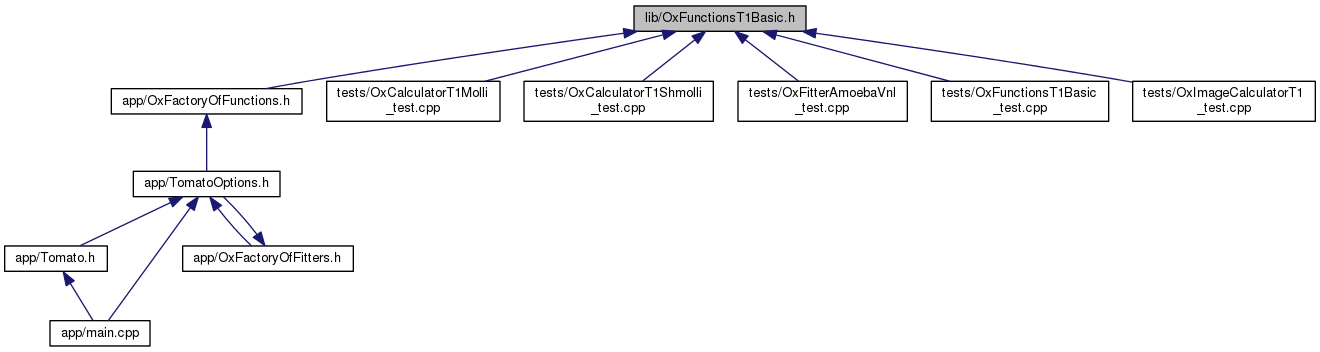 lib/OxFunctionsT1Basic.h
app/OxFactoryOfFunctions.h
tests/OxCalculatorT1Molli
_test.cpp
tests/OxCalculatorT1Shmolli
_test.cpp
tests/OxFitterAmoebaVnl
_test.cpp
tests/OxFunctionsT1Basic
_test.cpp
tests/OxImageCalculatorT1
_test.cpp
app/TomatoOptions.h
app/Tomato.h
app/OxFactoryOfFitters.h
app/main.cpp